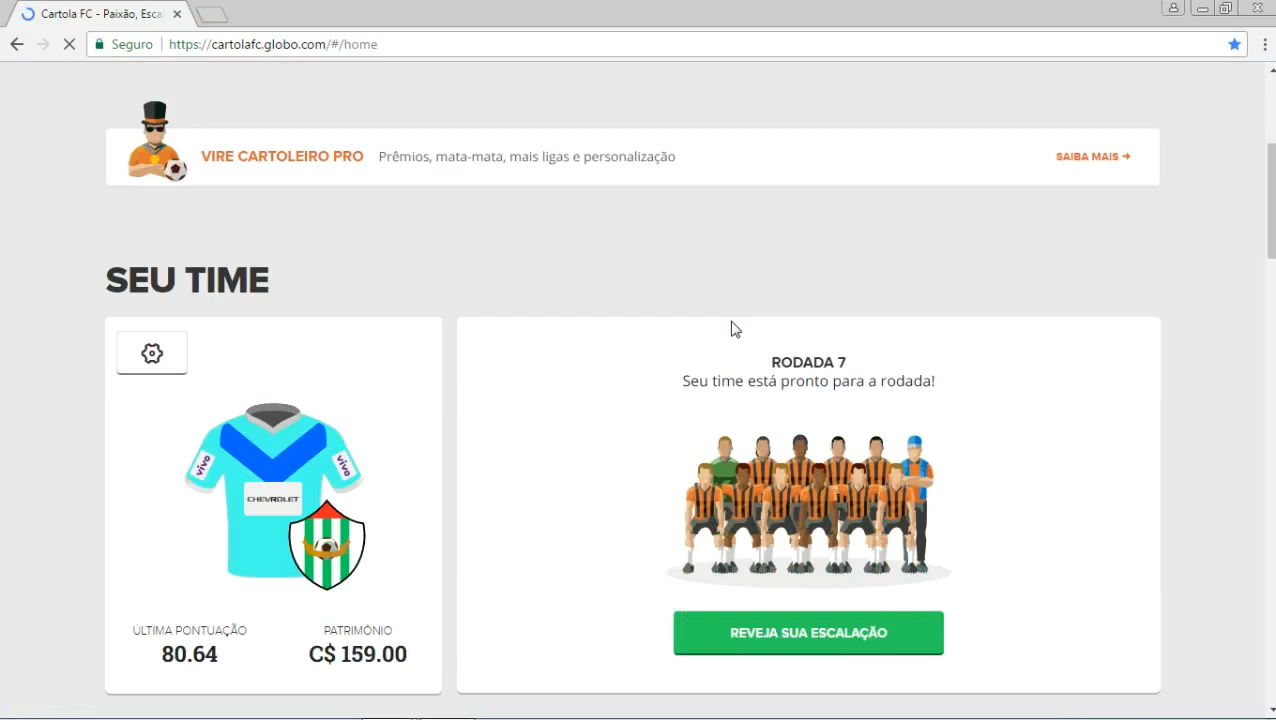 Cartola FC - Paixão, Esca
Seguro
https://cartolafc.globo.com/#/home
VIRE CARTOLEIRO PRO Prêmios, mata-mata, mais ligas e personalização SAIBA MAIS
SEU TIME
RODADA 7
Seu time está pronto para a rodada!
vivo
vivo
CHEVROLET
ÚLTIMA PONTUAÇÃO
80.64
PATRIMÔNIO
C$ 159.00
REVEJA SUA ESCALAÇÃO